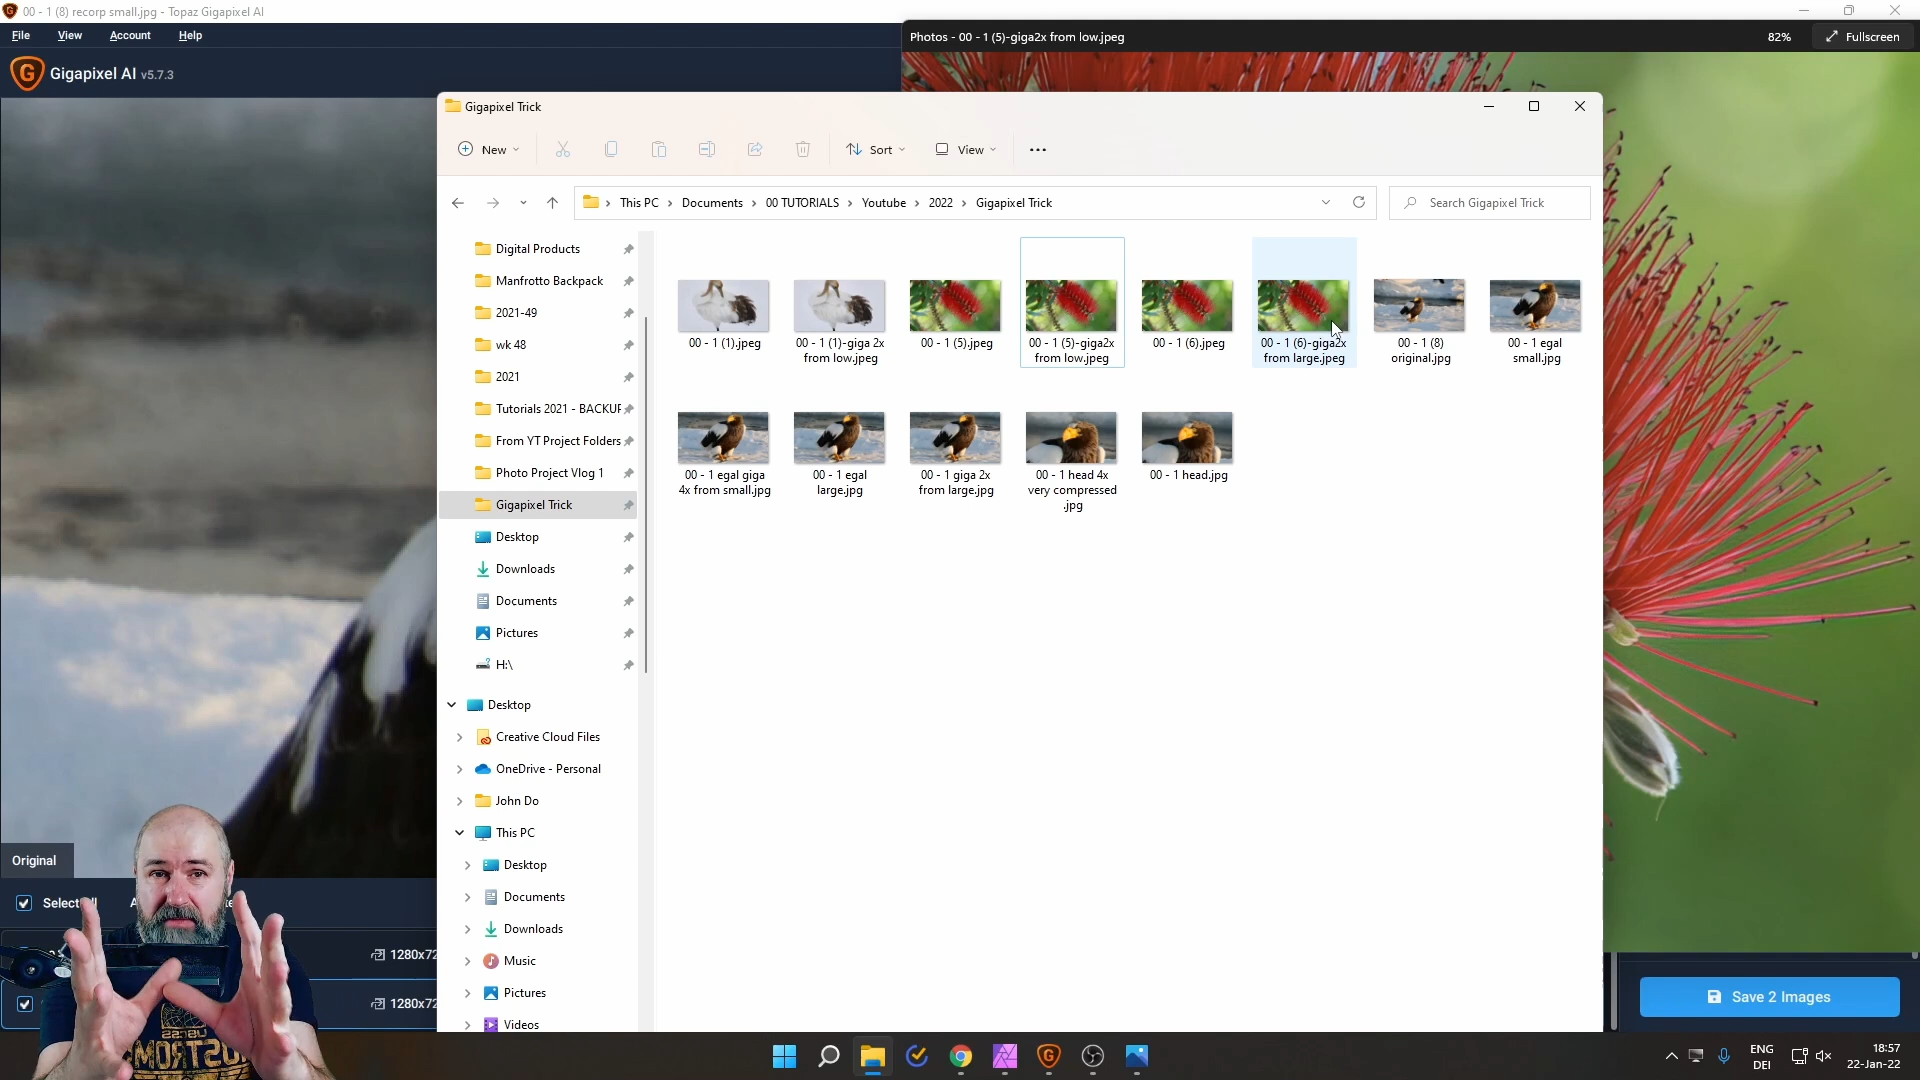 00 - 1 (8) recorp small.jpg - Topaz Gigapixel AI
File View Account Help
Gigapixel AI v5.7.3
Photos - 00 - 1 (5)-giga2x from low.jpeg
82%
Fullscreen
Gigapixel Trick
New
Sort
View
This PC
Documents
00 TUTORIALS
Youtube
2022
Gigapixel Trick
Search Gigapixel Trick
Digital Products
Manfrotto Backpack
2021-49
wk 48
2021
Tutorials 2021 - BACKUP
From YT Project Folders
Photo Project Vlog 1
Gigapixel Trick
Desktop
Downloads
Documents
Pictures
H:\
Desktop
Creative Cloud Files
OneDrive - Personal
John Do
This PC
Desktop
Documents
Downloads
Music
Pictures
Videos
00 - 1 (1).jpeg
00 - 1 (1)-giga 2x
from low.jpeg
00 - 1 (5).jpeg
00 - 1 (5)-giga2x
from low.jpeg
00 - 1 (6).jpeg
00 - 1 (6)-giga2x
from large.jpeg
00 - 1 (8)
original.jpg
00 - 1 egal
small.jpg
00 - 1 egal giga
4x from small.jpg
00 - 1 egal
large.jpg
00 - 1 giga 2x
from large.jpg
00 - 1 head 4x
very compressed
.jpg
00 - 1 head.jpg
Original
Select
1280x72
1280x72
Save 2 Images
ENG
DEI
18:57
22-Jan-22